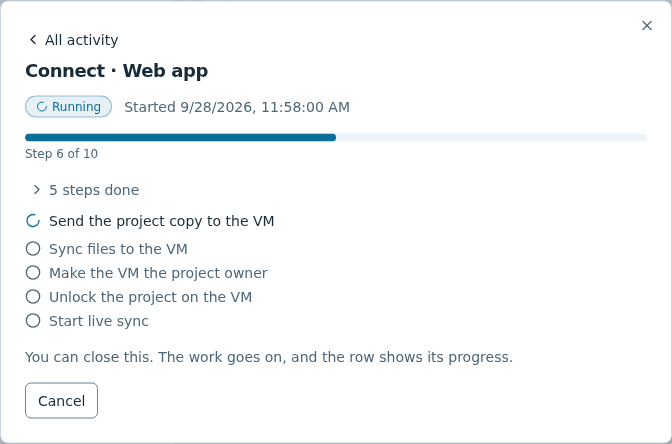 All activity
Connect · Web app
Running Started 9/28/2026, 11:58:00 AM
Step 6 of 10
5 steps done
Send the project copy to the VM
Sync files to the VM
Make the VM the project owner
Unlock the project on the VM
Start live sync
You can close this. The work goes on, and the row shows its progress.
Cancel